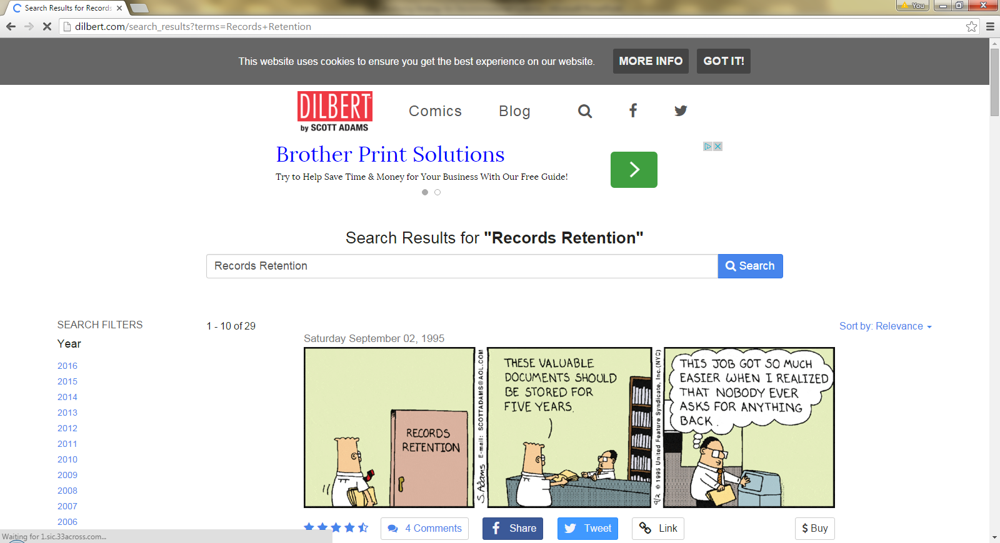 Search Results for Records
You
dilbert.com/search_results?terms=Records+Retention
This website uses cookies to ensure you get the best experience on our website.
MORE INFO
GOT IT!
DILBERT
by SCOTT ADAMS
Comics
Blog
Brother Print Solutions
Try to Help Save Time & Money for Your Business With Our Free Guide!
Search Results for "Records Retention"
Records Retention
Search
SEARCH FILTERS
Year
2016
2015
2014
2013
2012
2011
2010
2009
2008
2007
2006
1 - 10 of 29
Sort by: Relevance
Saturday September 02, 1995
RECORDS
RETENTION
S. Adams E-mail: SCOTTADAMS@AOL.COM
THESE VALUABLE
DOCUMENTS SHOULD
BE STORED FOR
FIVE YEARS.
9/2 © 1995 United Feature Syndicate, Inc.(NYC)
THIS JOB GOT SO MUCH
EASIER WHEN I REALIZED
THAT NOBODY EVER
ASKS FOR ANYTHING
BACK.
4 Comments
Share
Tweet
Link
$ Buy
Waiting for 1.sic.33across.com...